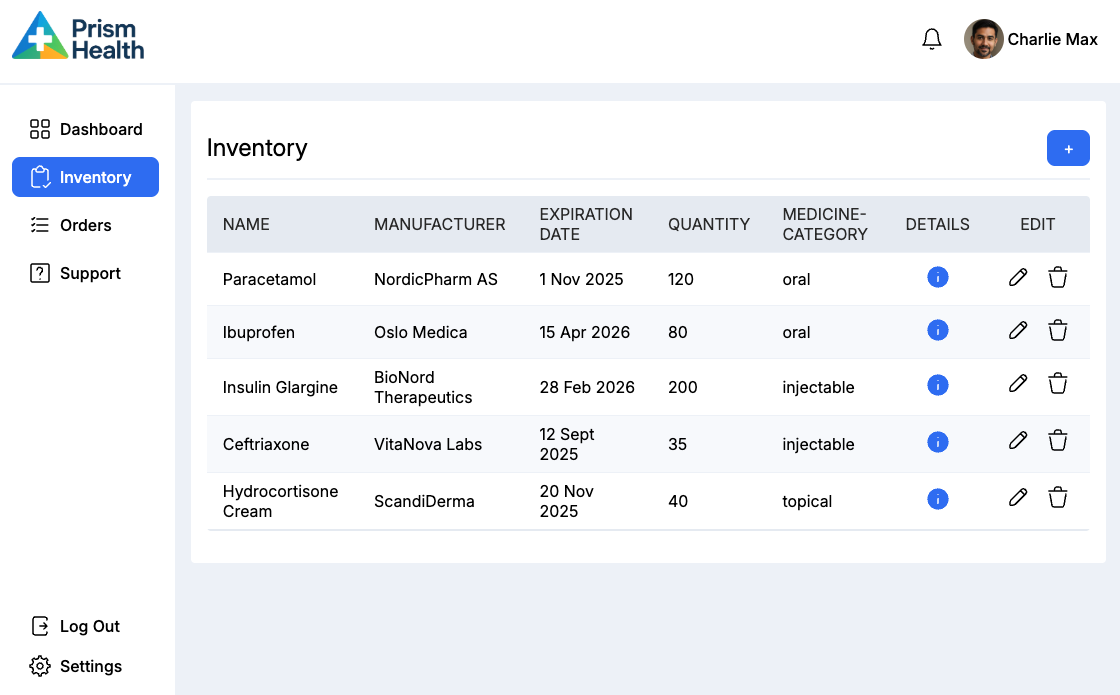 Prism
Health
Charlie Max
Dashboard
Inventory
Orders
Support
Log Out
Settings
Inventory
+
NAME MANUFACTURER EXPIRATION DATE QUANTITY MEDICINE-CATEGORY DETAILS EDIT
Paracetamol NordicPharm AS 1 Nov 2025 120 oral
Ibuprofen Oslo Medica 15 Apr 2026 80 oral
Insulin Glargine BioNord Therapeutics 28 Feb 2026 200 injectable
Ceftriaxone VitaNova Labs 12 Sept 2025 35 injectable
Hydrocortisone Cream ScandiDerma 20 Nov 2025 40 topical